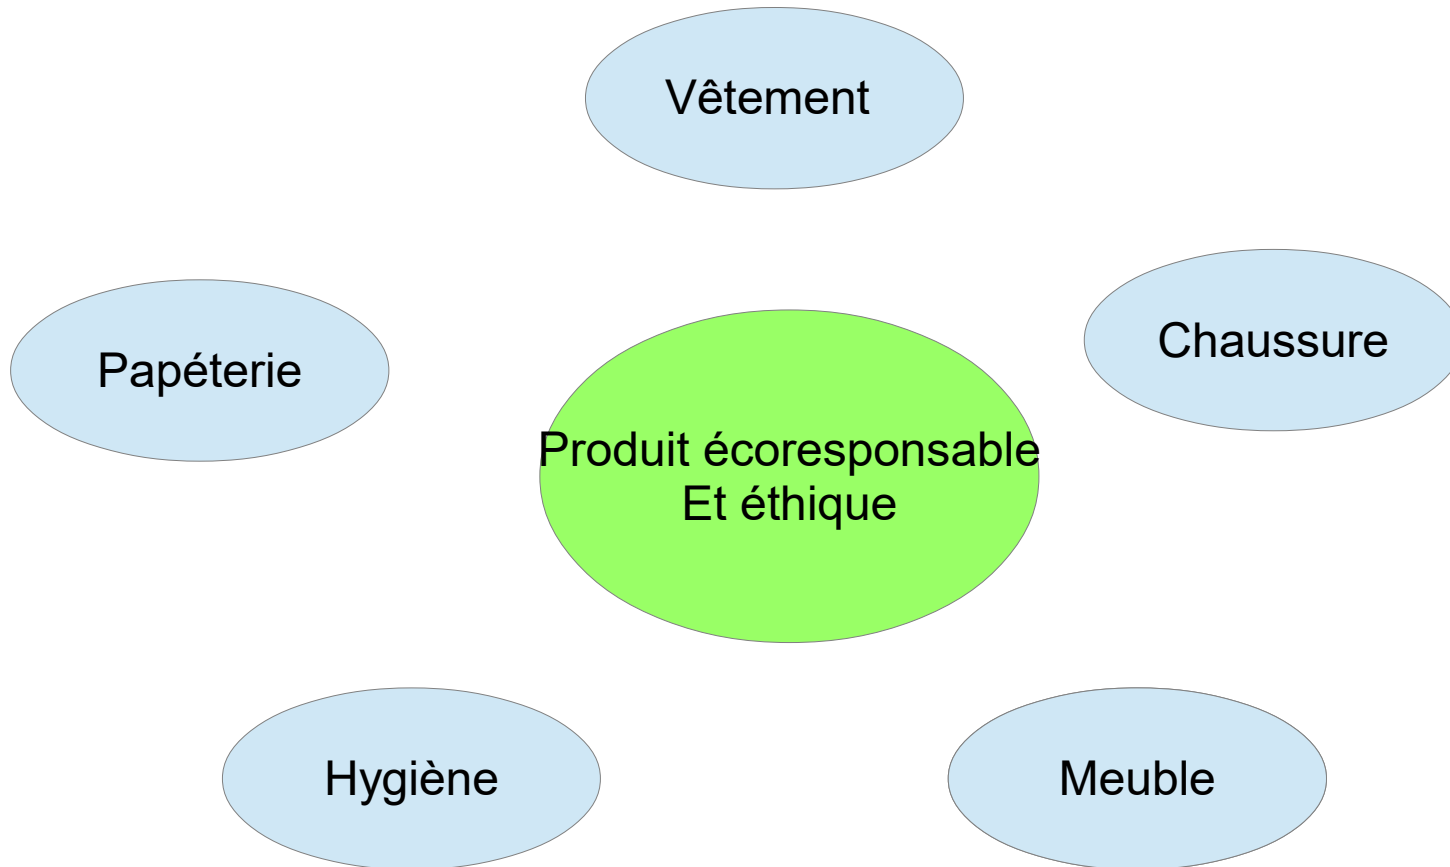 Vêtement
Chaussure
Papéterie
Produit écoresponsable
Et éthique
Hygiène
Meuble